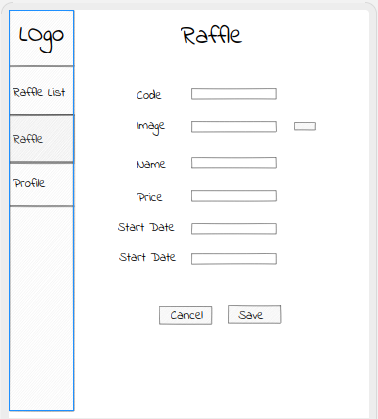 LOgo
Raffle
Raffle List
Raffle
Profile
Code
Image
Name
Price
Start Date
Start Date
Cancel Save